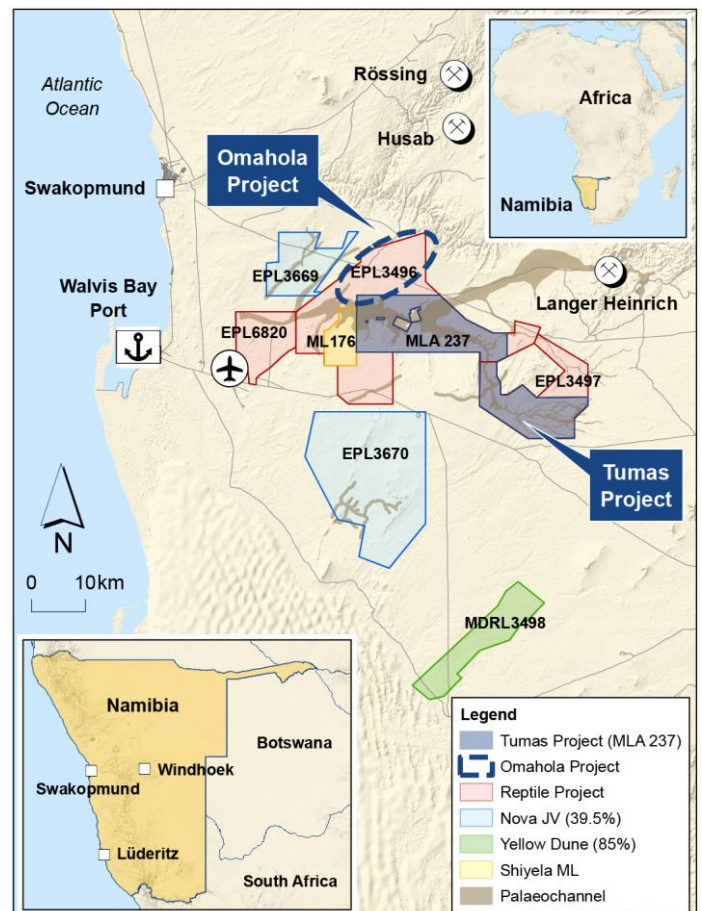 Atlantic
Ocean
Rössing
Husab
Africa
Namibia
Omahola
Project
Swakopmund
EPL3669
EPL3496
Walvis Bay
Port
Langer Heinrich
EPL6820
ML176
MLA 237
EPL3497
EPL3670
Tumas
Project
N
0 10km
MDRL3498
Namibia
Botswana
Windhoek
Swakopmund
Lüderitz
South Africa
Legend
Tumas Project (MLA 237)
Omahola Project
Reptile Project
Nova JV (39.5%)
Yellow Dune (85%)
Shiyela ML
Palaeochannel